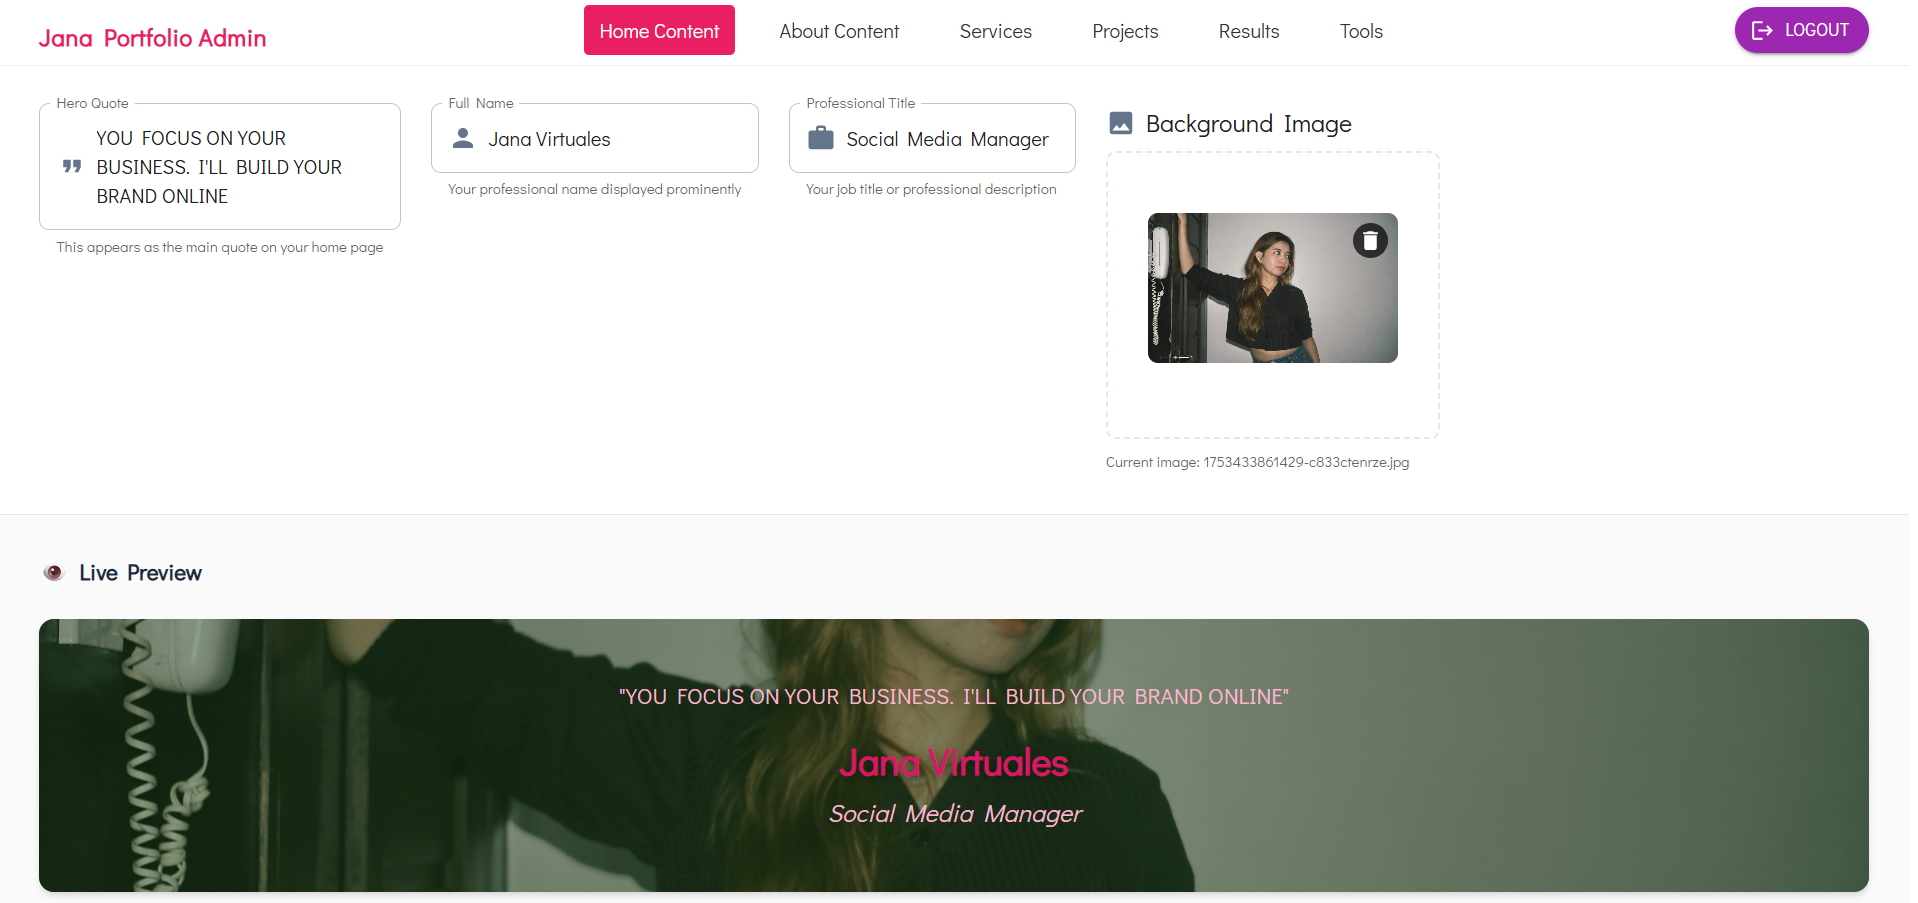 Jana Portfolio Admin
Home Content
About Content
Services
Projects
Results
Tools
LOGOUT
Hero Quote
YOU FOCUS ON YOUR
BUSINESS. I'LL BUILD YOUR
BRAND ONLINE
This appears as the main quote on your home page
Full Name
Jana Virtuales
Your professional name displayed prominently
Professional Title
Social Media Manager
Your job title or professional description
Background Image
Current image: 1753433861429-c833ctenrze.jpg
Live Preview
"YOU FOCUS ON YOUR BUSINESS. I'LL BUILD YOUR BRAND ONLINE"
Jana Virtuales
Social Media Manager